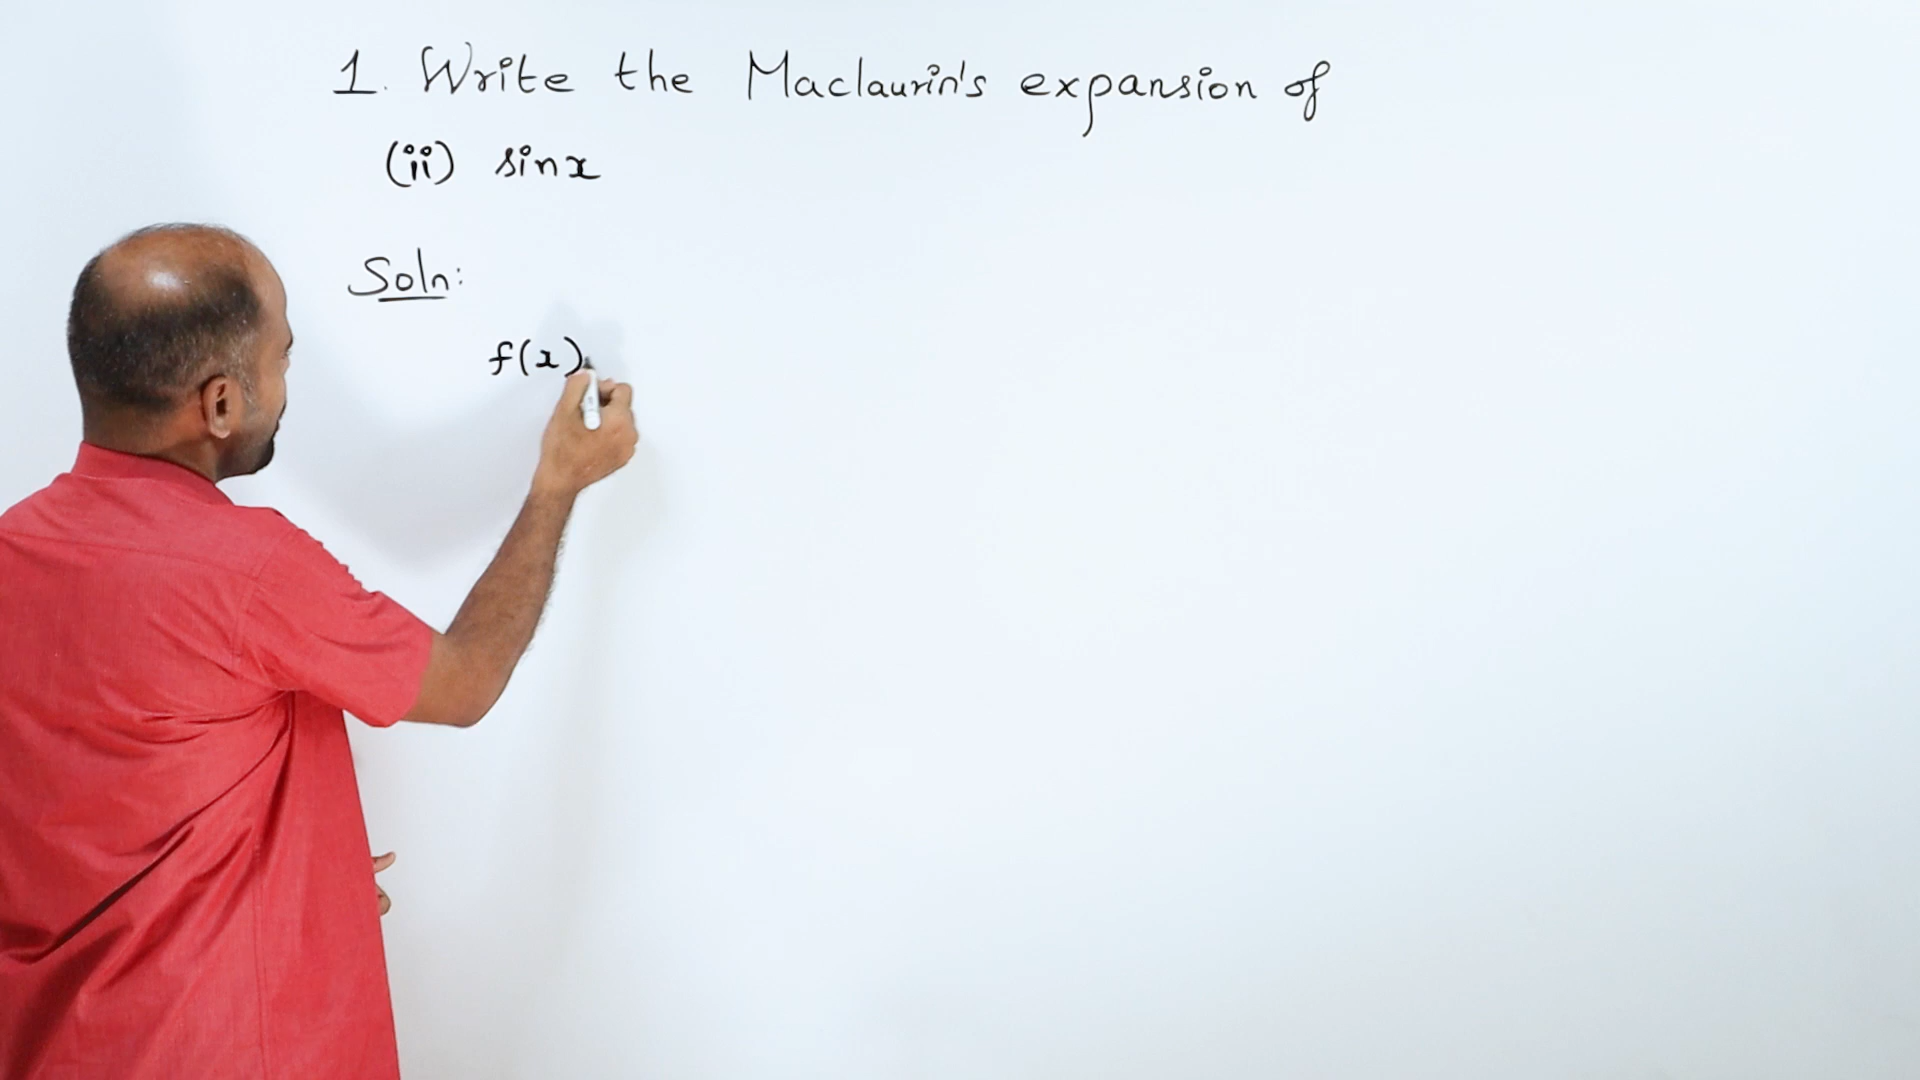 1. Write the Maclaurin's expansion of
(ii) sinx
Soln:
f(x)